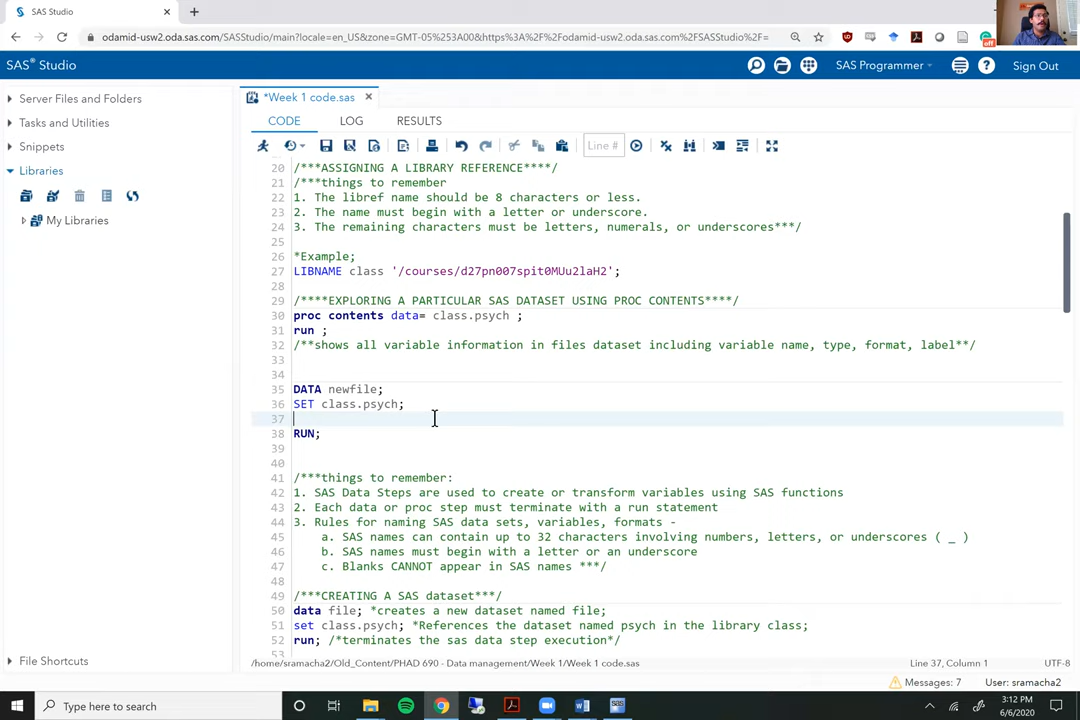 SAS Studio
odamid-usw2.oda.sas.com/SASStudio/main?locale=en_US&zone=GMT-05%253A00&https%3A%2F%2Fodamid-usw2.oda.sas.com%2FSASStudio%2F=
off
SAS® Studio
SAS Programmer
Sign Out
Server Files and Folders
Tasks and Utilities
Snippets
Libraries
My Libraries
File Shortcuts
*Week 1 code.sas
CODE LOG RESULTS
Line #
20 /***ASSIGNING A LIBRARY REFERENCE****/
21 /***things to remember
22 1. The libref name should be 8 characters or less.
23 2. The name must begin with a letter or underscore.
24 3. The remaining characters must be letters, numerals, or underscores***/
25
26 *Example;
27 LIBNAME class '/courses/d27pn007spit0MUu2laH2';
28
29 /****EXPLORING A PARTICULAR SAS DATASET USING PROC CONTENTS****/
30 proc contents data= class.psych ;
31 run ;
32 /**shows all variable information in files dataset including variable name, type, format, label**/
33
34
35 DATA newfile;
36 SET class.psych;
37
38 RUN;
39
40
41 /***things to remember:
42 1. SAS Data Steps are used to create or transform variables using SAS functions
43 2. Each data or proc step must terminate with a run statement
44 3. Rules for naming SAS data sets, variables, formats -
45 a. SAS names can contain up to 32 characters involving numbers, letters, or underscores ( _ )
46 b. SAS names must begin with a letter or an underscore
47 c. Blanks CANNOT appear in SAS names ***/
48
49 /***CREATING A SAS dataset***/
50 data file; *creates a new dataset named file;
51 set class.psych; *References the dataset named psych in the library class;
52 run; /*terminates the sas data step execution*/
53
/home/sramacha2/Old_Content/PHAD 690 - Data management/Week 1/Week 1 code.sas
Line 37, Column 1
UTF-8
Messages: 7
User: sramacha2
Type here to search
3:12 PM
6/6/2020